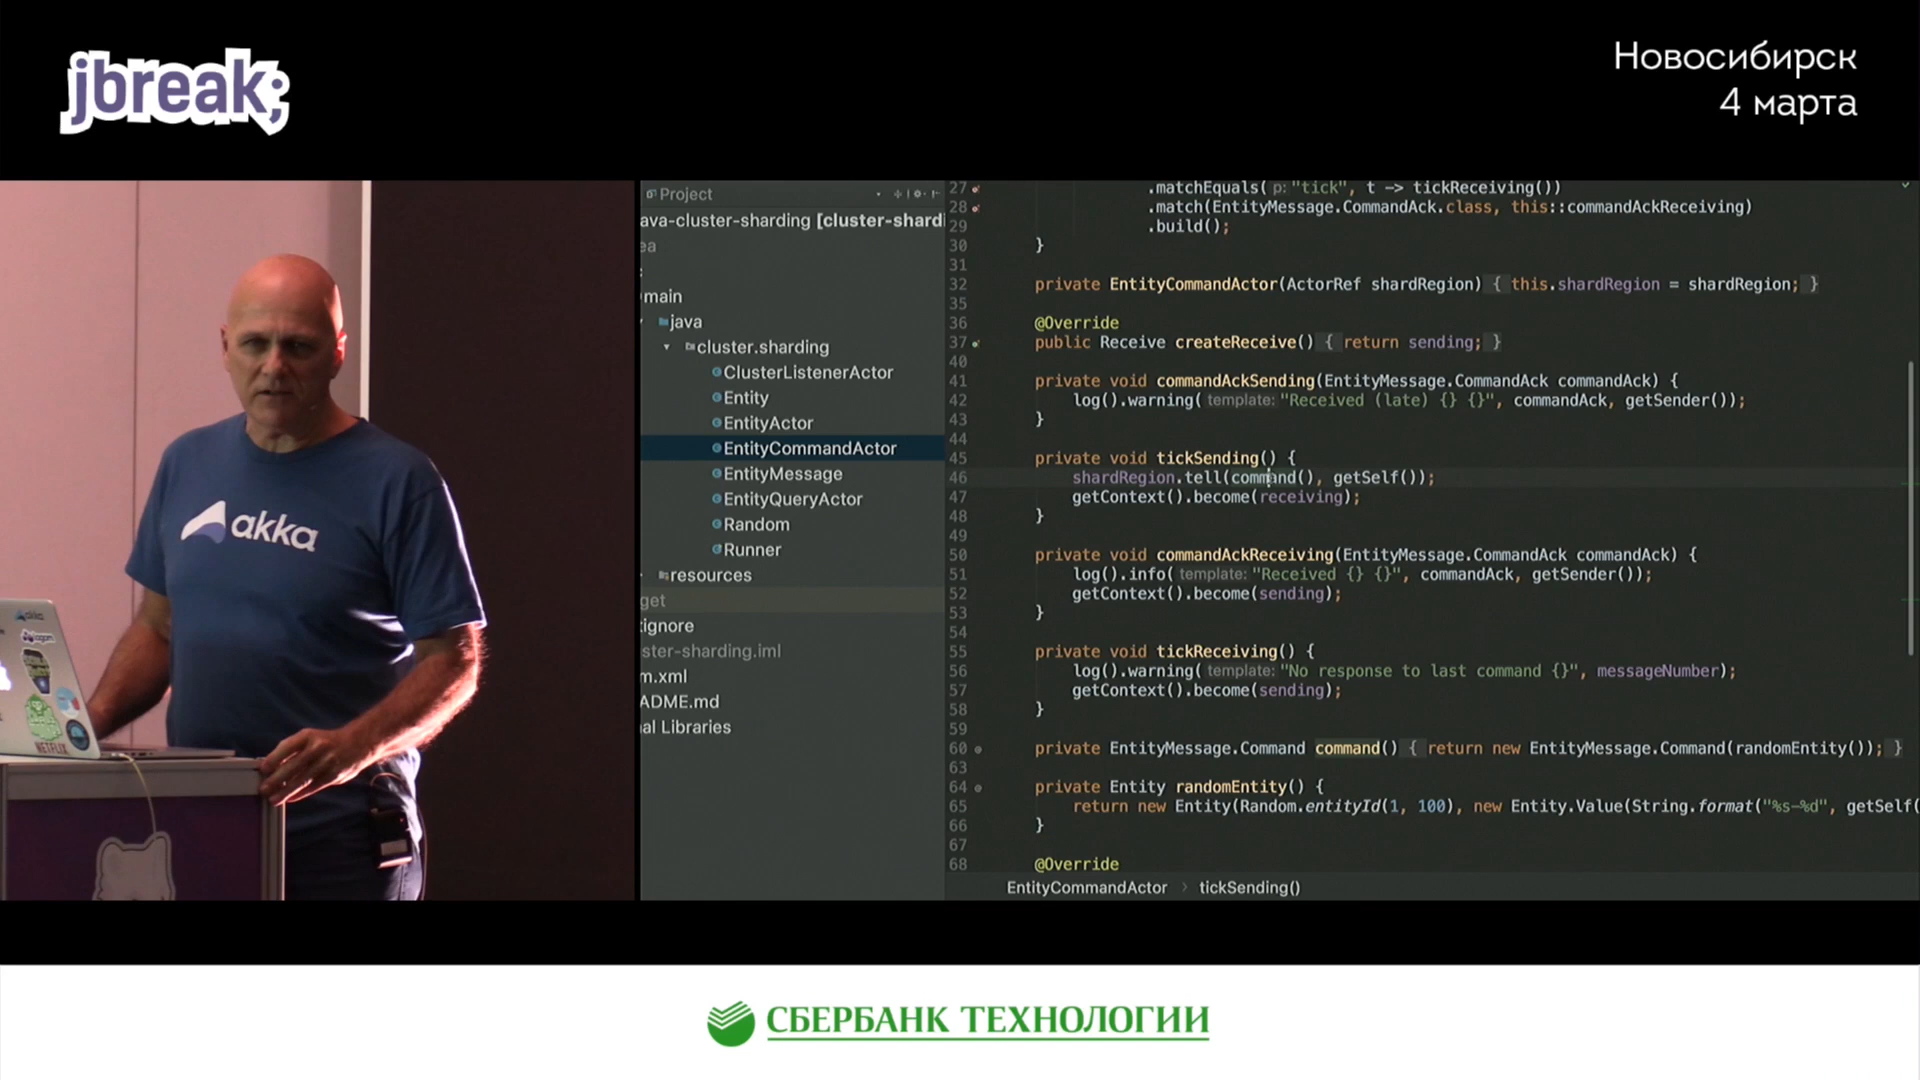 jbreak;
Новосибирск
4 марта
akka
akka
lagom
NETFLIX
Project
ava-cluster-sharding [cluster-shardi
ea
main
java
cluster.sharding
ClusterListenerActor
Entity
EntityActor
EntityCommandActor
EntityMessage
EntityQueryActor
Random
Runner
resources
get
ignore
ster-sharding.iml
m.xml
ADME.md
al Libraries
27 .matchEquals( p: "tick", t -> tickReceiving())
28 .match(EntityMessage.CommandAck.class, this::commandAckReceiving)
29 .build();
30 }
31
32 private EntityCommandActor(ActorRef shardRegion) { this.shardRegion = shardRegion; }
35
36 @Override
37 public Receive createReceive() { return sending; }
40
41 private void commandAckSending(EntityMessage.CommandAck commandAck) {
42 log().warning( template: "Received (late) {} {}", commandAck, getSender());
43 }
44
45 private void tickSending() {
46 shardRegion.tell(command(), getSelf());
47 getContext().become(receiving);
48 }
49
50 private void commandAckReceiving(EntityMessage.CommandAck commandAck) {
51 log().info( template: "Received {} {}", commandAck, getSender());
52 getContext().become(sending);
53 }
54
55 private void tickReceiving() {
56 log().warning( template: "No response to last command {}", messageNumber);
57 getContext().become(sending);
58 }
59
60 private EntityMessage.Command command() { return new EntityMessage.Command(randomEntity()); }
63
64 private Entity randomEntity() {
65 return new Entity(Random.entityId(1, 100), new Entity.Value(String.format("%s-%d", getSelf(
66 }
67
68 @Override
EntityCommandActor › tickSending()
СБЕРБАНК ТЕХНОЛОГИИ